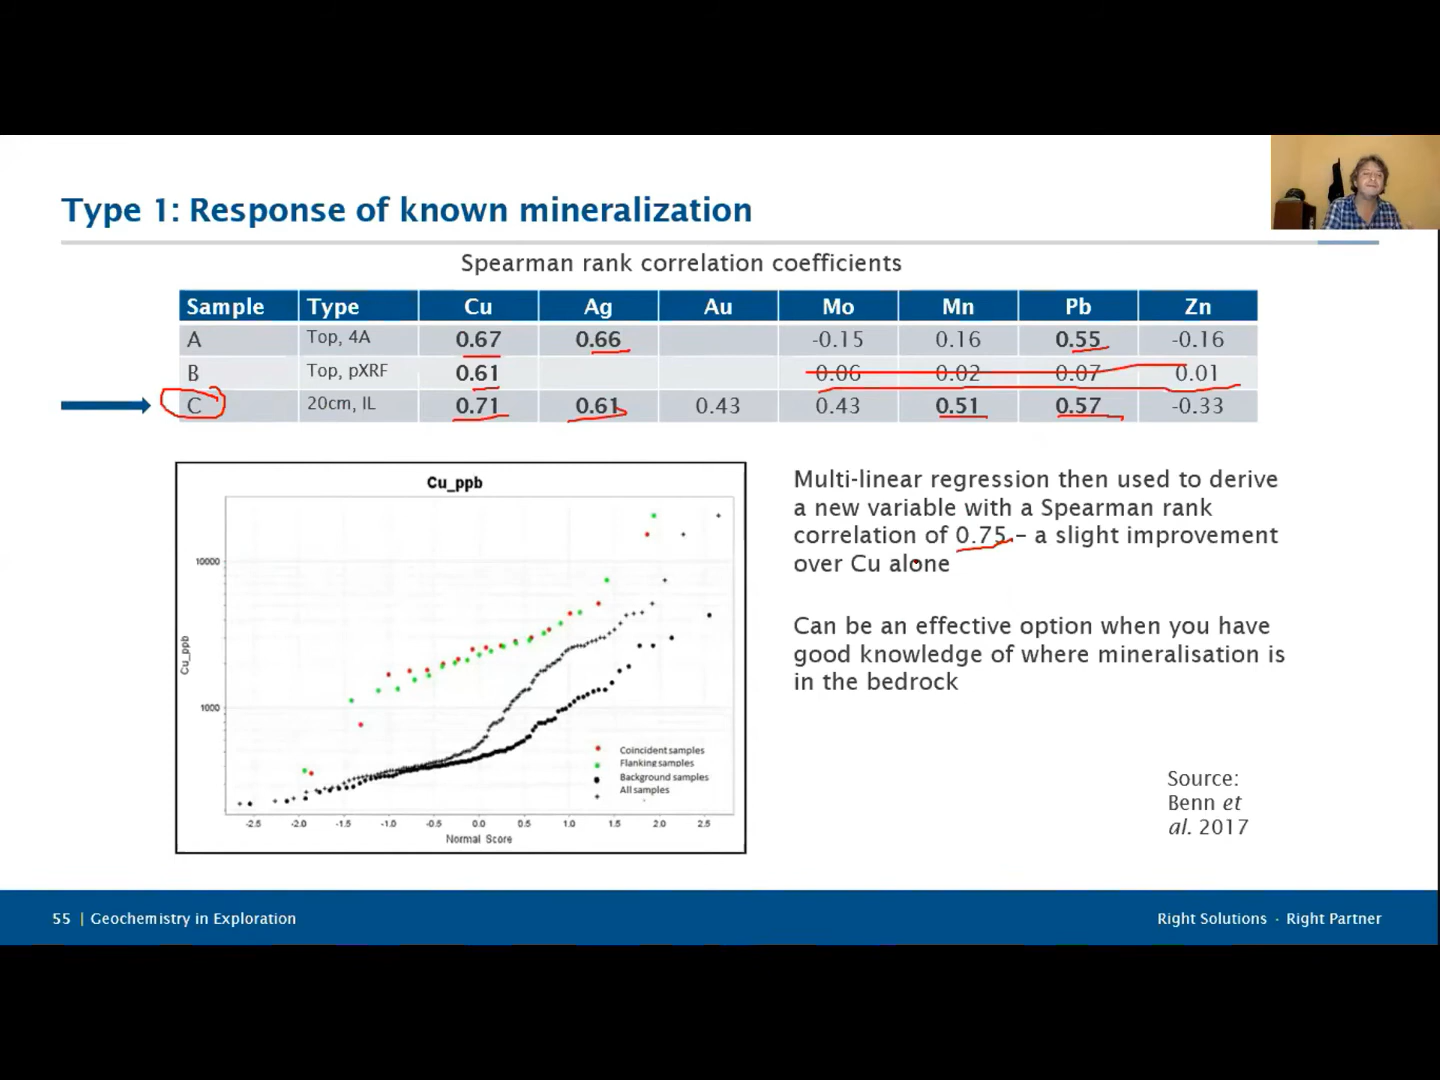 Type 1: Response of known mineralization
Spearman rank correlation coefficients
Sample Type Cu Ag Au Mo Mn Pb Zn
A Top, 4A 0.67 0.66 -0.15 0.16 0.55 -0.16
B Top, pXRF 0.61 0.06 0.02 0.07 0.01
C 20cm, IL 0.71 0.61 0.43 0.43 0.51 0.57 -0.33
Cu_ppb
10000
1000
Cu_ppb
-2.5 -2.0 -1.5 -1.0 -0.5 0.0 0.5 1.0 1.5 2.0 2.5
Normal Score
Coincident samples
Flanking samples
Background samples
All samples
Multi-linear regression then used to derive
a new variable with a Spearman rank
correlation of 0.75 – a slight improvement
over Cu alone
Can be an effective option when you have
good knowledge of where mineralisation is
in the bedrock
Source:
Benn et
al. 2017
55 | Geochemistry in Exploration
Right Solutions · Right Partner